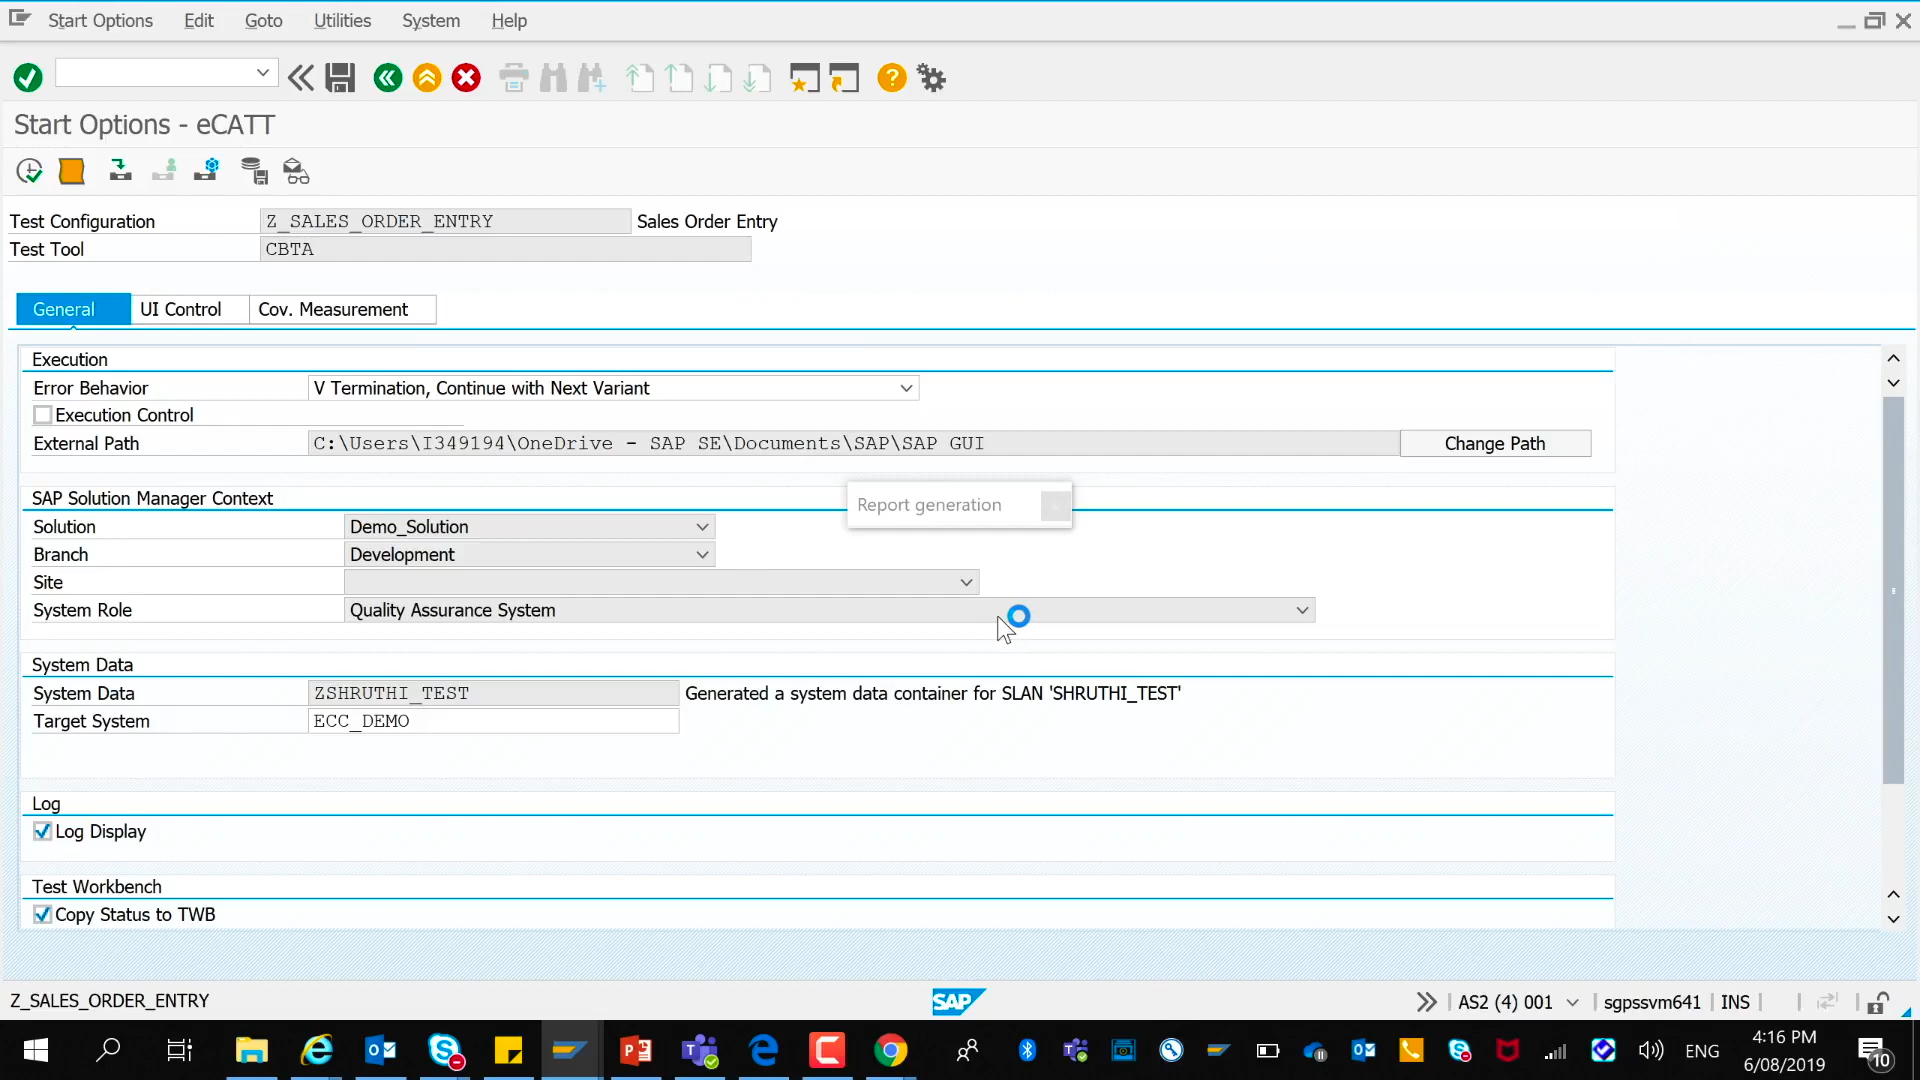 Start Options Edit Goto Utilities System Help
Start Options - eCATT
Test Configuration Z_SALES_ORDER_ENTRY Sales Order Entry
Test Tool CBTA
General UI Control Cov. Measurement
Execution
Error Behavior V Termination, Continue with Next Variant
Execution Control
External Path C:\Users\I349194\OneDrive - SAP SE\Documents\SAP\SAP GUI Change Path
SAP Solution Manager Context
Report generation
Solution Demo_Solution
Branch Development
Site
System Role Quality Assurance System
System Data
System Data ZSHRUTHI_TEST Generated a system data container for SLAN 'SHRUTHI_TEST'
Target System ECC_DEMO
Log
Log Display
Test Workbench
Copy Status to TWB
Z_SALES_ORDER_ENTRY SAP AS2 (4) 001 sgpssvm641 INS
ENG 4:16 PM
6/08/2019 10